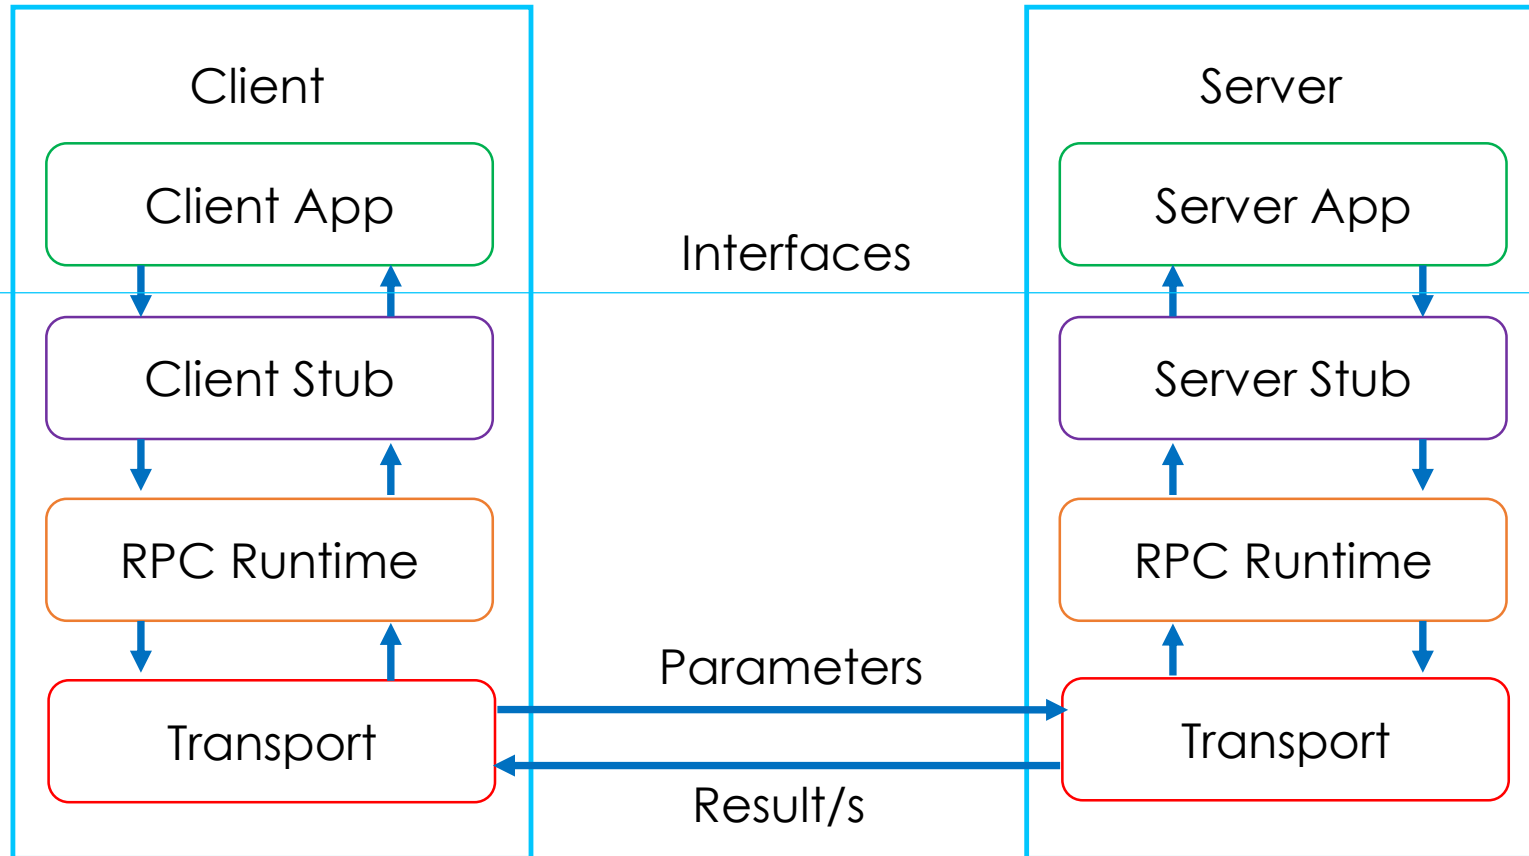 Client
Server
Client App
Server App
Interfaces
Client Stub
Server Stub
RPC Runtime
RPC Runtime
Parameters
Transport
Transport
Result/s